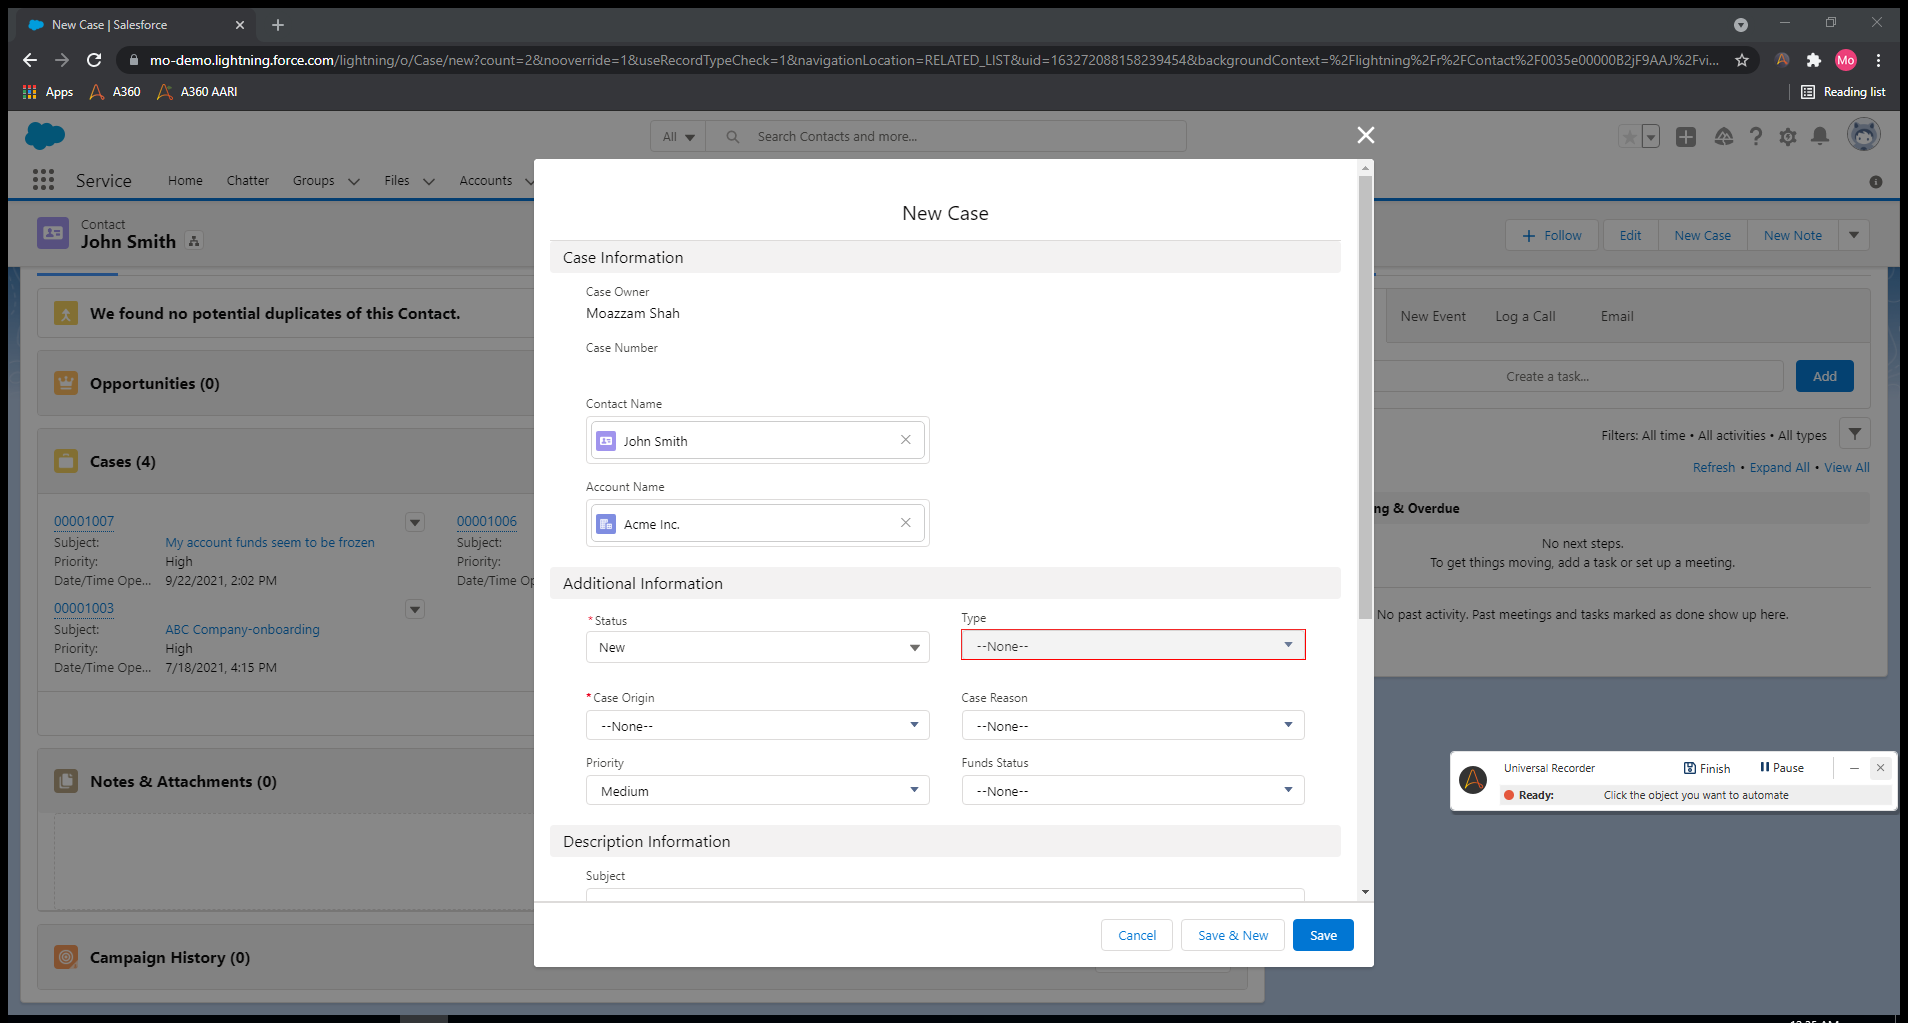 New Case | Salesforce
mo-demo.lightning.force.com/lightning/o/Case/new?count=2&nooverride=1&useRecordTypeCheck=1&navigationLocation=RELATED_LIST&uid=163272088158239454&backgroundContext=%2Flightning%2Fr%2FContact%2F0035e00000B2jF9AAJ%2Fvi...
Mo
Apps A360 A360 AARI Reading list
All Search Contacts and more...
Service Home Chatter Groups Files Accounts
Contact
John Smith
Follow Edit New Case New Note
We found no potential duplicates of this Contact.
Opportunities (0)
Cases (4)
00001007
Subject: My account funds seem to be frozen
Priority: High
Date/Time Ope... 9/22/2021, 2:02 PM
00001006
Subject:
Priority:
Date/Time Op
00001003
Subject: ABC Company-onboarding
Priority: High
Date/Time Ope... 7/18/2021, 4:15 PM
Notes & Attachments (0)
Campaign History (0)
New Case
Case Information
Case Owner
Moazzam Shah
Case Number
Contact Name
John Smith
Account Name
Acme Inc.
Additional Information
*Status
New
Type
--None--
*Case Origin
--None--
Case Reason
--None--
Priority
Medium
Funds Status
--None--
Description Information
Subject
Cancel Save & New Save
New Event Log a Call Email
Create a task... Add
Filters: All time • All activities • All types
Refresh • Expand All • View All
ng & Overdue
No next steps.
To get things moving, add a task or set up a meeting.
No past activity. Past meetings and tasks marked as done show up here.
Universal Recorder Finish Pause
Ready: Click the object you want to automate